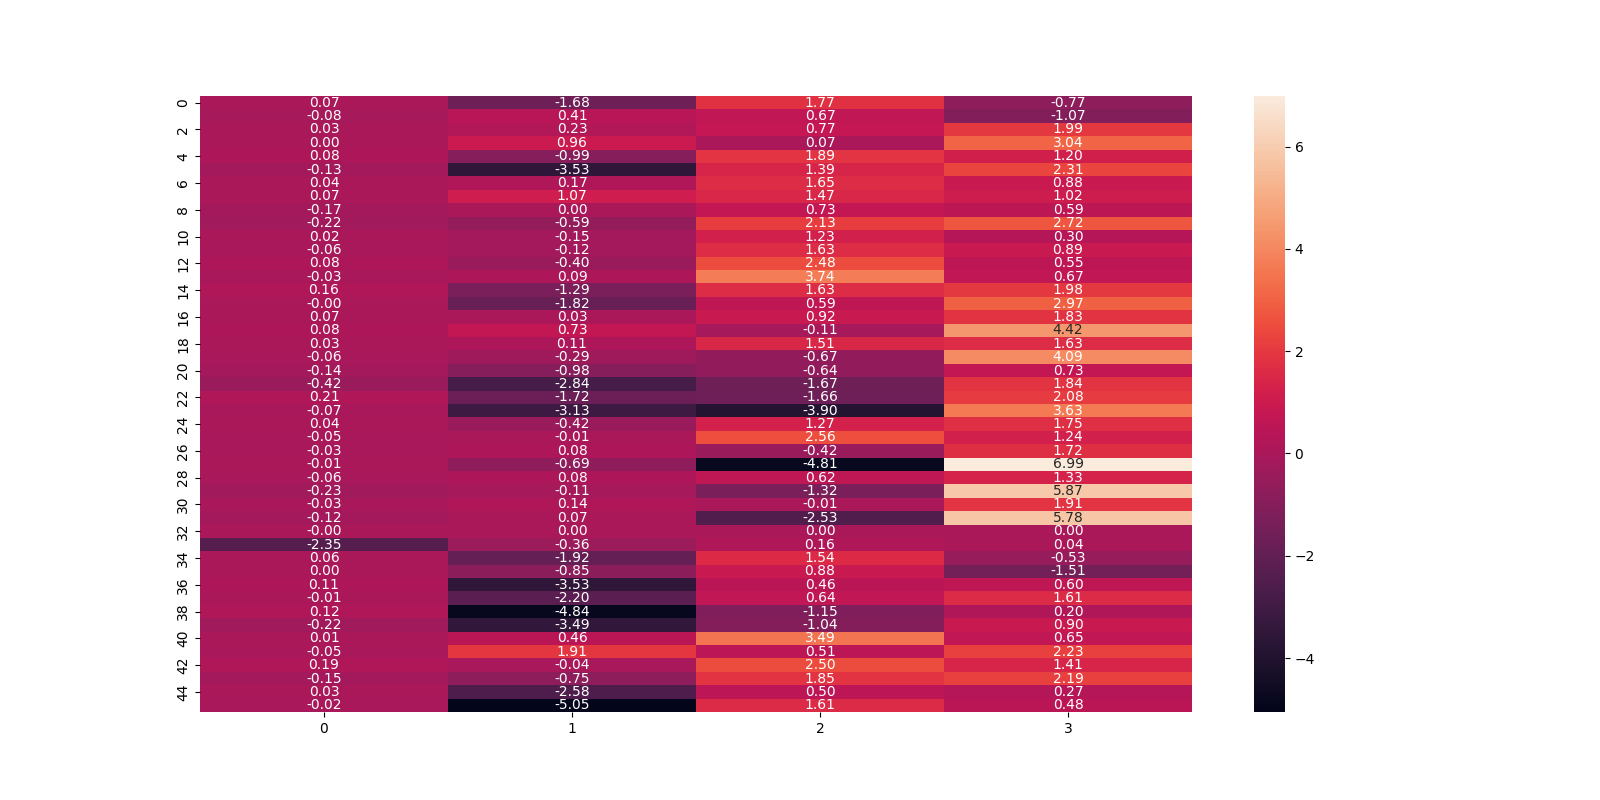 0 0.07 -1.68 1.77 -0.77
-0.08 0.41 0.67 -1.07
2 0.03 0.23 0.77 1.99
0.00 0.96 0.07 3.04
4 0.08 -0.99 1.89 1.20
-0.13 -3.53 1.39 2.31
6 0.04 0.17 1.65 0.88
0.07 1.07 1.47 1.02
8 -0.17 0.00 0.73 0.59
-0.22 -0.59 2.13 2.72
10 0.02 -0.15 1.23 0.30
-0.06 -0.12 1.63 0.89
12 0.08 -0.40 2.48 0.55
-0.03 0.09 3.74 0.67
14 0.16 -1.29 1.63 1.98
-0.00 -1.82 0.59 2.97
16 0.07 0.03 0.92 1.83
0.08 0.73 -0.11 4.42
18 0.03 0.11 1.51 1.63
-0.06 -0.29 -0.67 4.09
20 -0.14 -0.98 -0.64 0.73
-0.42 -2.84 -1.67 1.84
22 0.21 -1.72 -1.66 2.08
-0.07 -3.13 -3.90 3.63
24 0.04 -0.42 1.27 1.75
-0.05 -0.01 2.56 1.24
26 -0.03 0.08 -0.42 1.72
-0.01 -0.69 -4.81 6.99
28 -0.06 0.08 0.62 1.33
-0.23 -0.11 -1.32 5.87
30 -0.03 0.14 -0.01 1.91
-0.12 0.07 -2.53 5.78
32 -0.00 0.00 0.00 0.00
-2.35 -0.36 0.16 0.04
34 0.06 -1.92 1.54 -0.53
0.00 -0.85 0.88 -1.51
36 0.11 -3.53 0.46 0.60
-0.01 -2.20 0.64 1.61
38 0.12 -4.84 -1.15 0.20
-0.22 -3.49 -1.04 0.90
40 0.01 0.46 3.49 0.65
-0.05 1.91 0.51 2.23
42 0.19 -0.04 2.50 1.41
-0.15 -0.75 1.85 2.19
44 0.03 -2.58 0.50 0.27
-0.02 -5.05 1.61 0.48
0 1 2 3
6
4
2
0
−2
−4